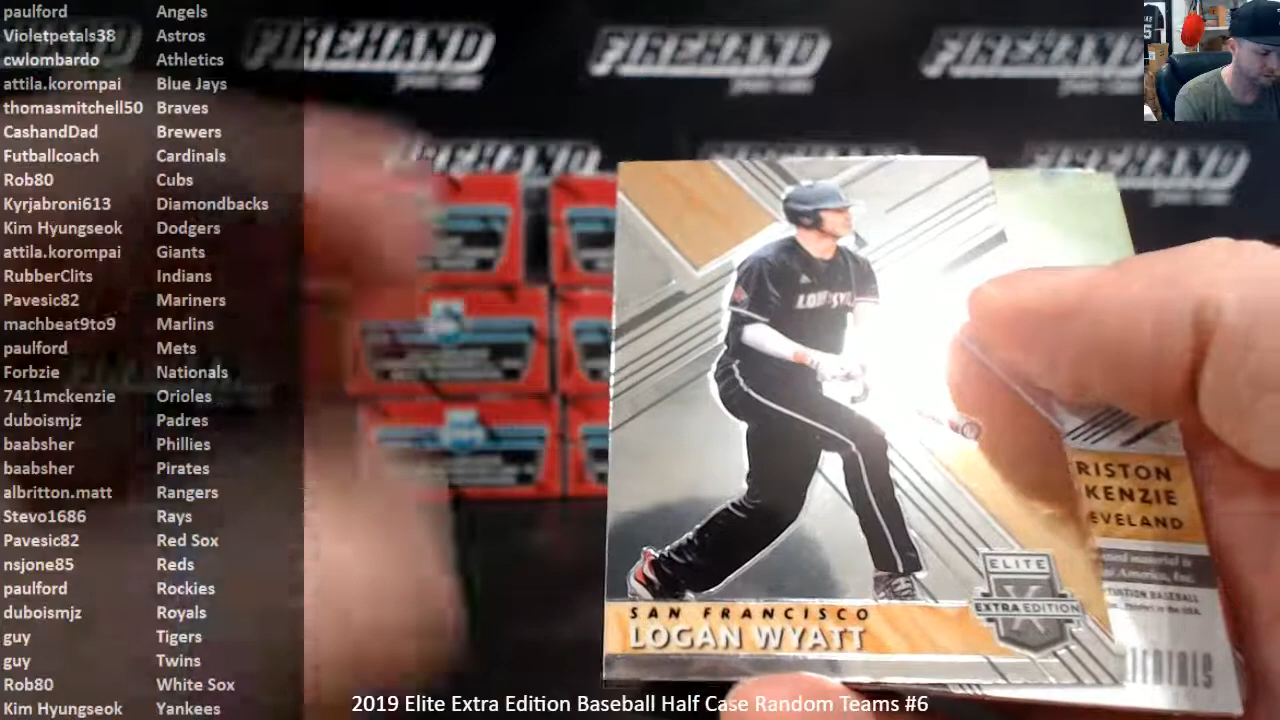 paulford Angels
Violetpetals38 Astros
cwlombardo Athletics
attila.korompai Blue Jays
thomasmitchell50 Braves
CashandDad Brewers
Futballcoach Cardinals
Rob80 Cubs
Kyrjabroni613 Diamondbacks
Kim Hyungseok Dodgers
attila.korompai Giants
RubberClits Indians
Pavesic82 Mariners
machbeat9to9 Marlins
paulford Mets
Forbzie Nationals
7411mckenzie Orioles
duboismjz Padres
baabsher Phillies
baabsher Pirates
albritton.matt Rangers
Stevo1686 Rays
Pavesic82 Red Sox
nsjone85 Reds
paulford Rockies
duboismjz Royals
guy Tigers
guy Twins
Rob80 White Sox
Kim Hyungseok Yankees
FIREHAND FIREHAND FIREHAND
FIREHAND FIREHAND
ELITE
EXTRA EDITION
SAN FRANCISCO
LOGAN WYATT
RISTON
KENZIE
EVELAND
2019 Elite Extra Edition Baseball Half Case Random Teams #6